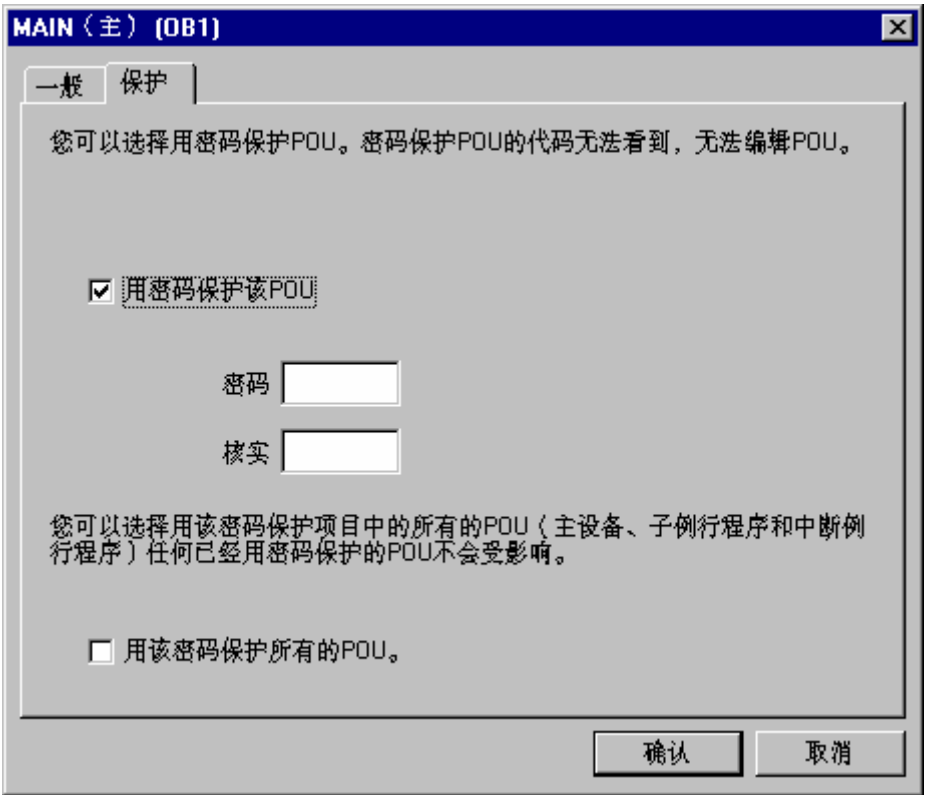 MAIN（主）(OB1)
一般 保护
您可以选择用密码保护POU。密码保护POU的代码无法看到，无法编辑POU。
用密码保护该POU
密码
核实
您可以选择用该密码保护项目中的所有的POU（主设备、子例行程序和中断例
行程序）任何已经用密码保护的POU不会受影响。
用该密码保护所有的POU。
确认 取消